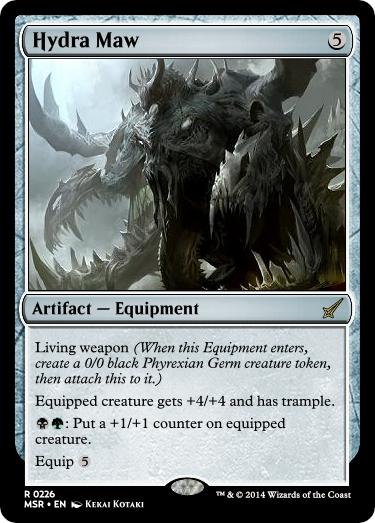 Hydra Maw 5
Artifact — Equipment
Living weapon (When this Equipment enters,
create a 0/0 black Phyrexian Germ creature token,
then attach this to it.)
Equipped creature gets +4/+4 and has trample.
: Put a +1/+1 counter on equipped
creature.
Equip 5
R 0226
MSR • EN Kekai Kotaki
™ & © 2014 Wizards of the Coast